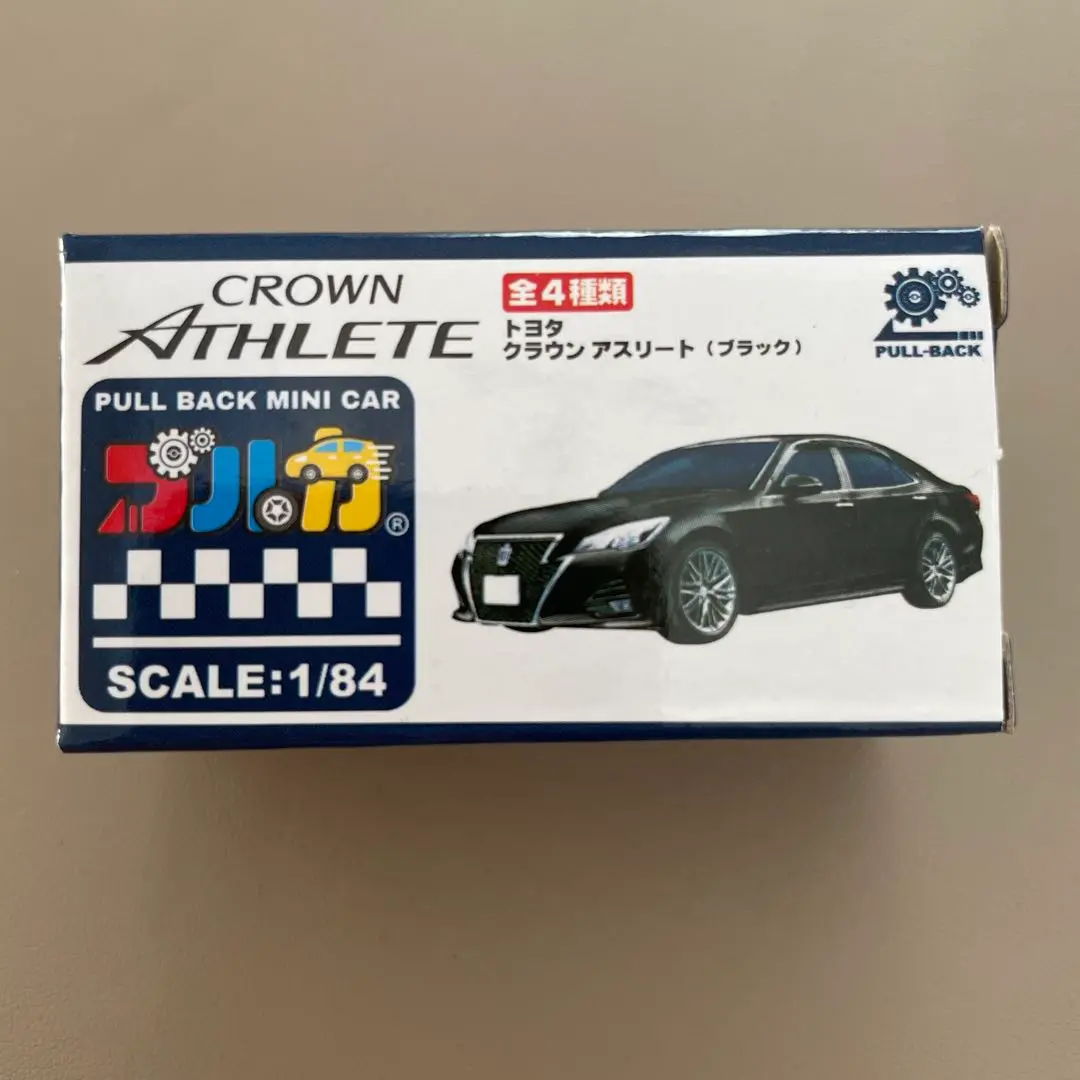 CROWN
ATHLETE
全4種類
トヨタ
クラウン アスリート（ブラック）
PULL-BACK
PULL BACK MINI CAR
プルカ®
SCALE:1/84